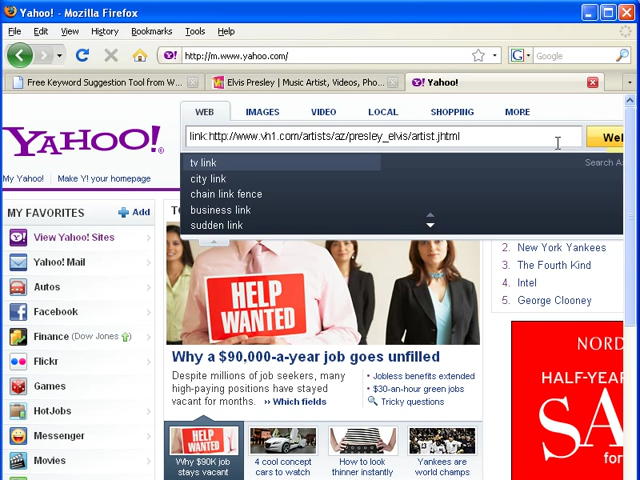 Yahoo! - Mozilla Firefox
File Edit View History Bookmarks Tools Help
http://m.www.yahoo.com/
Google
Free Keyword Suggestion Tool from W...
Elvis Presley | Music Artist, Videos, Pho...
Yahoo!
WEB IMAGES VIDEO LOCAL SHOPPING MORE
YAHOO!
link:http://www.vh1.com/artists/az/presley_elvis/artist.jhtml
Search As
tv link
city link
chain link fence
business link
sudden link
My Yahoo! Make Y! your homepage
MY FAVORITES Add
View Yahoo! Sites
Yahoo! Mail
Autos
Facebook
Finance (Dow Jones)
Flickr
Games
HotJobs
Messenger
Movies
HELP WANTED
Why a $90,000-a-year job goes unfilled
Despite millions of job seekers, many
high-paying positions have stayed
vacant for months. » Which fields
• Jobless benefits extended
• $30-an-hour green jobs
Tricky questions
HELP WANTED
Why $90K job
stays vacant
4 cool concept
cars to watch
How to look
thinner instantly
Yankees are
world champs
2. New York Yankees
3. The Fourth Kind
4. Intel
5. George Clooney
NORD
HALF-YEAR
SA
for